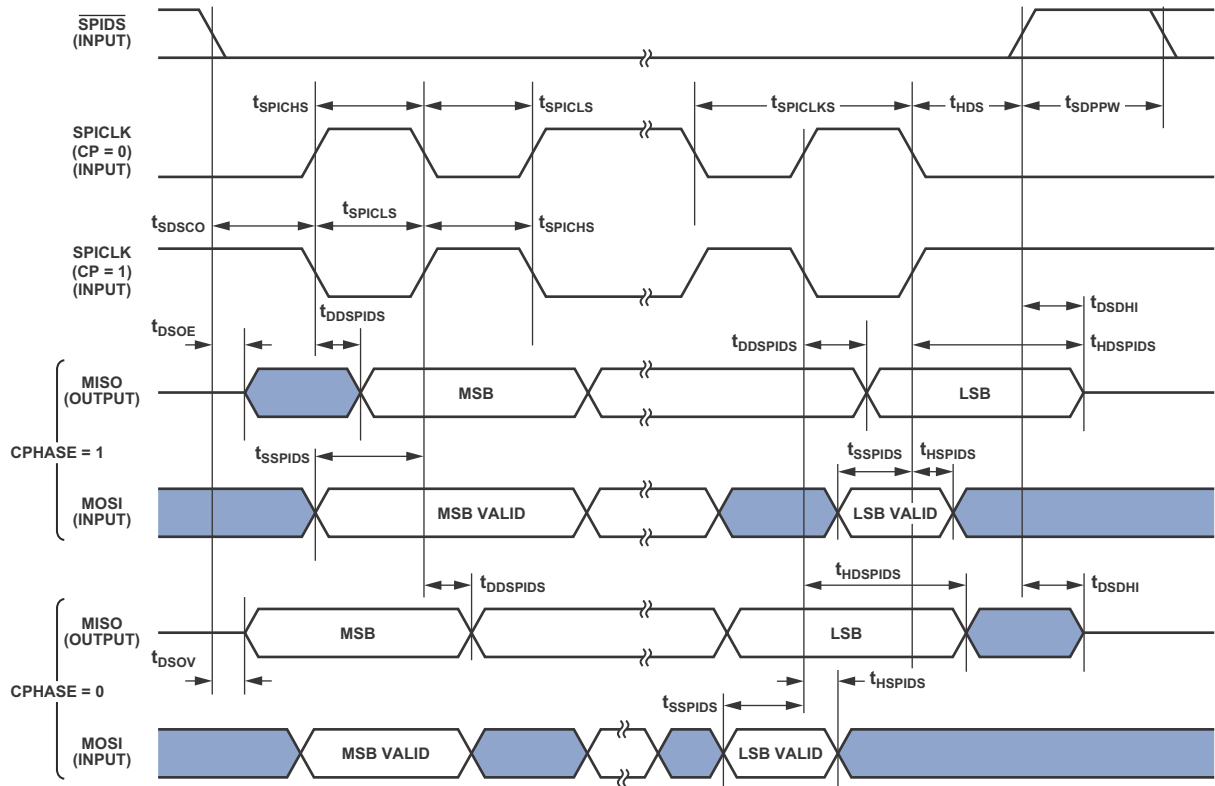 SPIDS
(INPUT)
tSPICHS
tSPICLS
tSPICLKS
tHDS
tSDPPW
SPICLK
(CP = 0)
(INPUT)
tSDSCO
tSPICLS
tSPICHS
SPICLK
(CP = 1)
(INPUT)
tDSOE
tDDSPIDS
tDDSPIDS
tDSDHI
tHDSPIDS
CPHASE = 1
MISO
(OUTPUT)
MSB
LSB
tSSPIDS
tSSPIDS
tHSPIDS
MOSI
(INPUT)
MSB VALID
LSB VALID
tDDSPIDS
tHDSPIDS
tDSDHI
CPHASE = 0
MISO
(OUTPUT)
MSB
LSB
tDSOV
tSSPIDS
tHSPIDS
MOSI
(INPUT)
MSB VALID
LSB VALID